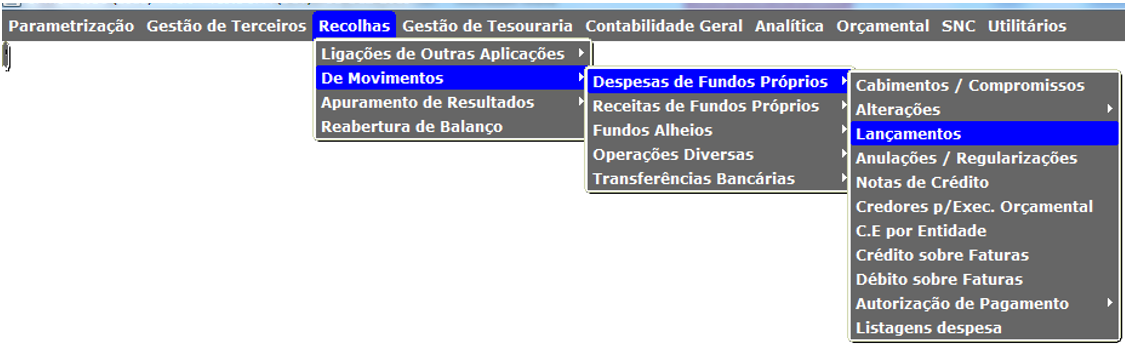 Parametrização Gestão de Terceiros Recolhas Gestão de Tesouraria Contabilidade Geral Analítica Orçamental SNC Utilitários
Ligações de Outras Aplicações
De Movimentos
Apuramento de Resultados
Reabertura de Balanço
Despesas de Fundos Próprios
Receitas de Fundos Próprios
Fundos Alheios
Operações Diversas
Transferências Bancárias
Cabimentos / Compromissos
Alterações
Lançamentos
Anulações / Regularizações
Notas de Crédito
Credores p/Exec. Orçamental
C.E por Entidade
Crédito sobre Faturas
Débito sobre Faturas
Autorização de Pagamento
Listagens despesa